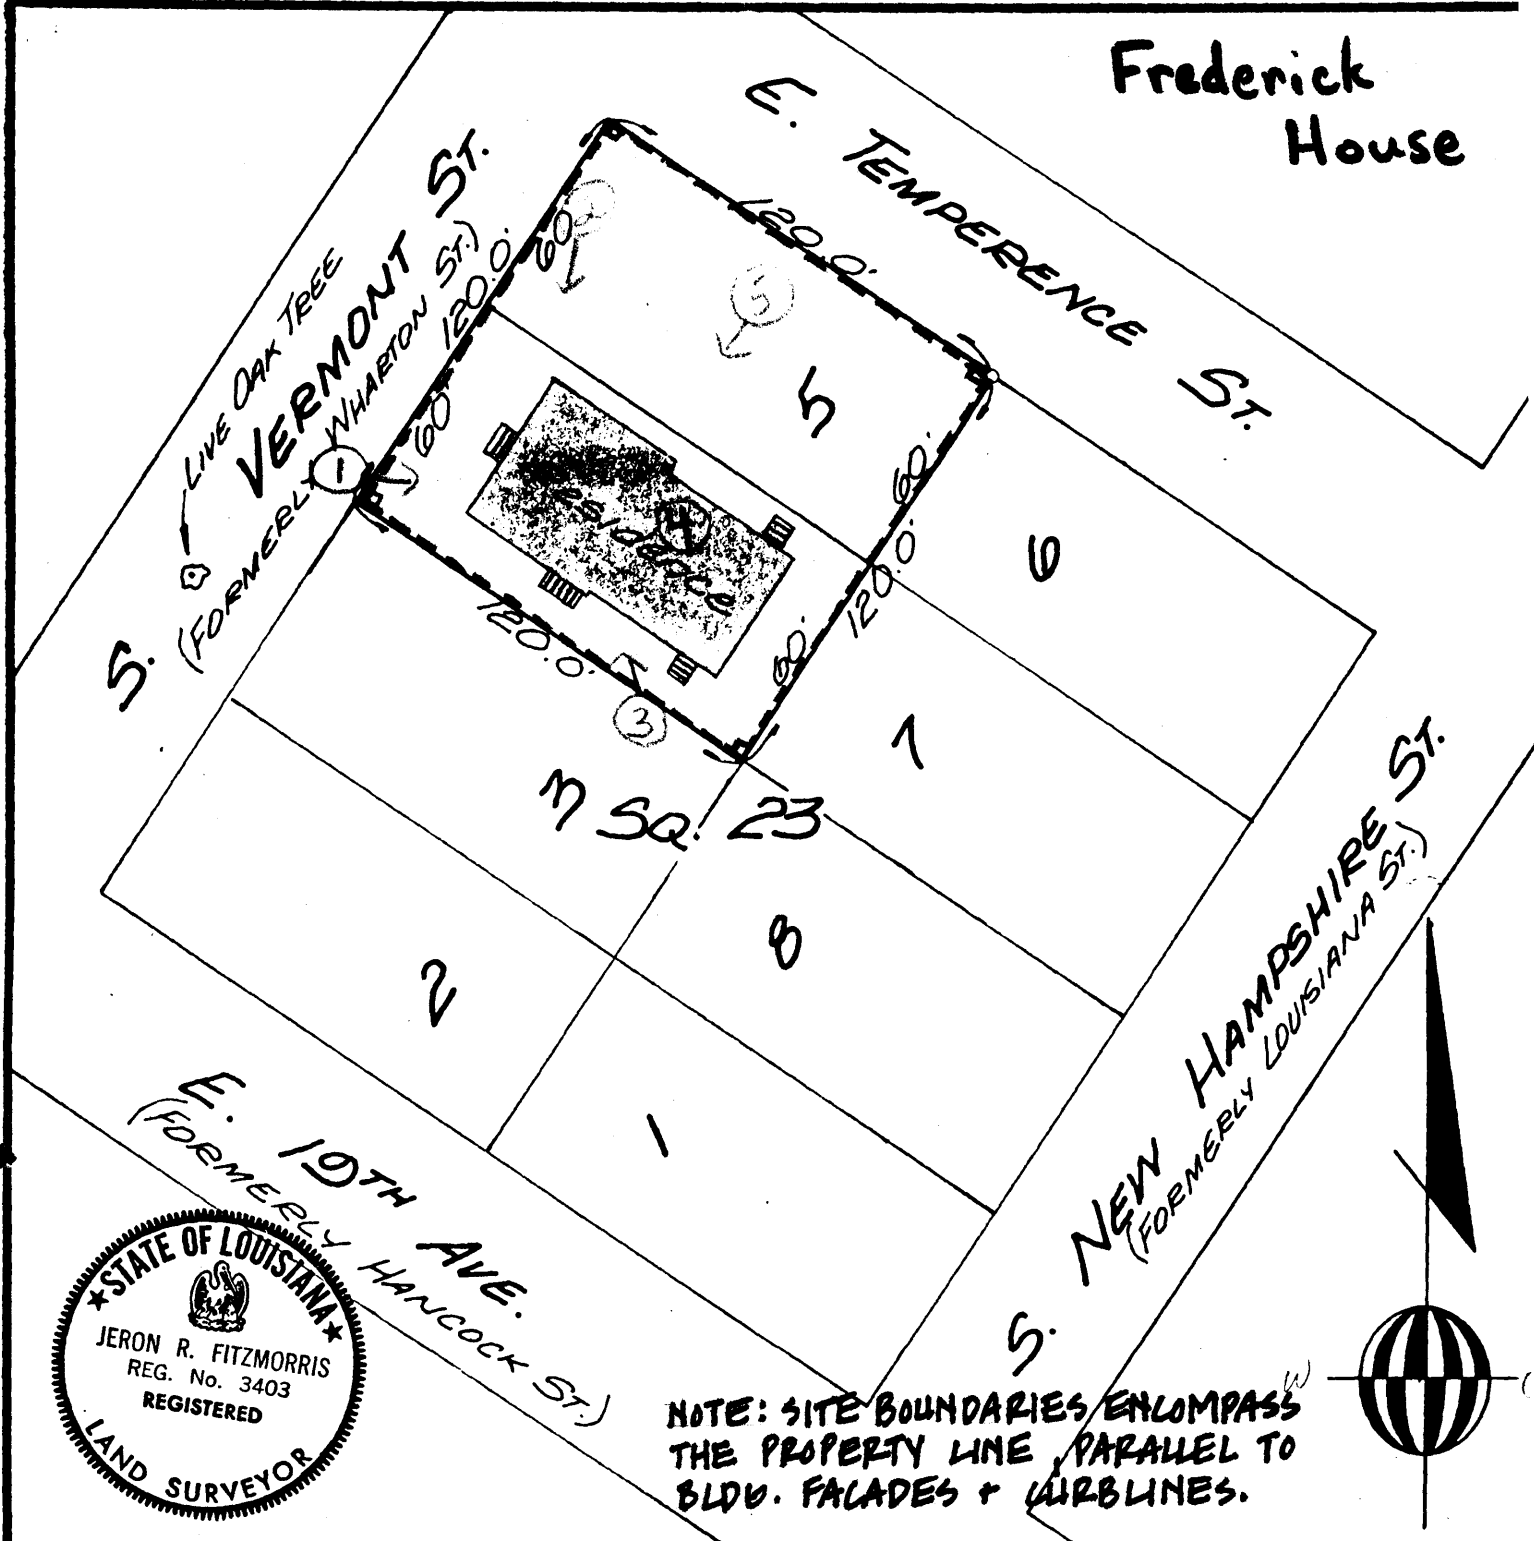 Frederick
House
E. TEMPERENCE ST.
S. VERMONT ST.
(FORMERLY WHARTON ST.)
LIVE OAK TREE
120.0'
60'
60'
120.0'
5
5
60'
120.0'
60'
120.0'
1
4
3
6
7
3
SQ. 23
8
2
1
S. NEW HAMPSHIRE ST.
(FORMERLY LOUISIANA ST.)
E. 19TH AVE.
(FORMERLY HANCOCK ST.)
STATE OF LOUISIANA
JERON R. FITZMORRIS
REG. No. 3403
REGISTERED
LAND SURVEYOR
W
NOTE: SITE BOUNDARIES ENCOMPASS
THE PROPERTY LINE, PARALLEL TO
BLDG. FACADES + CURBLINES.